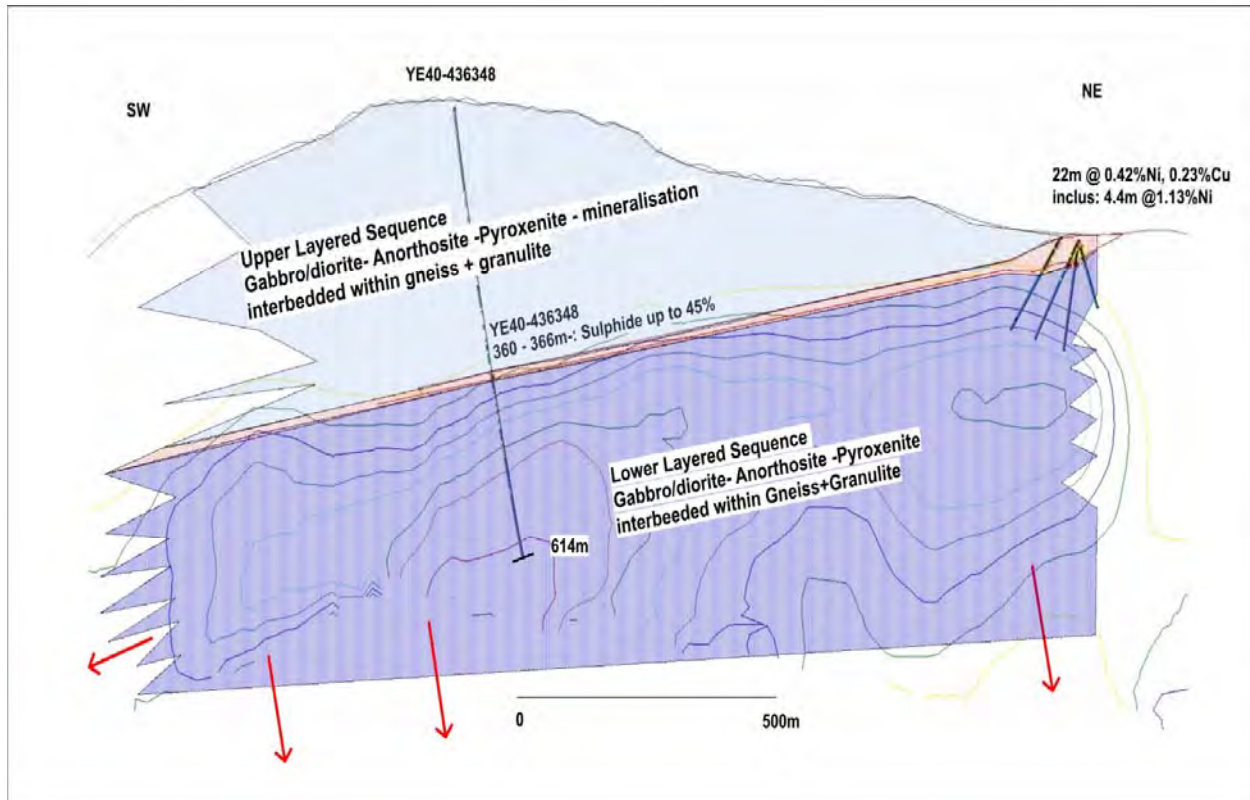 YE40-436348
SW
NE
22m @ 0.42%Ni, 0.23%Cu
inclus: 4.4m @1.13%Ni
Upper Layered Sequence
Gabbro/diorite- Anorthosite -Pyroxenite - mineralisation
interbedded within gneiss + granulite
YE40-436348
360 - 366m-: Sulphide up to 45%
Lower Layered Sequence
Gabbro/diorite- Anorthosite -Pyroxenite
interbeeded within Gneiss+Granulite
614m
0
500m